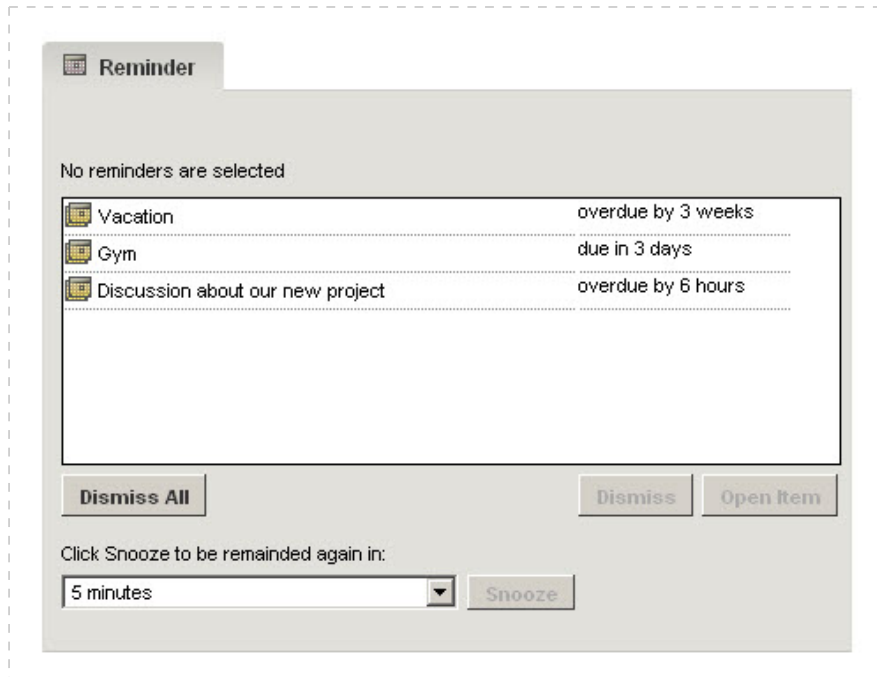 Reminder
No reminders are selected
Vacation overdue by 3 weeks
Gym due in 3 days
Discussion about our new project overdue by 6 hours
Dismiss All Dismiss Open Item
Click Snooze to be remainded again in:
5 minutes Snooze